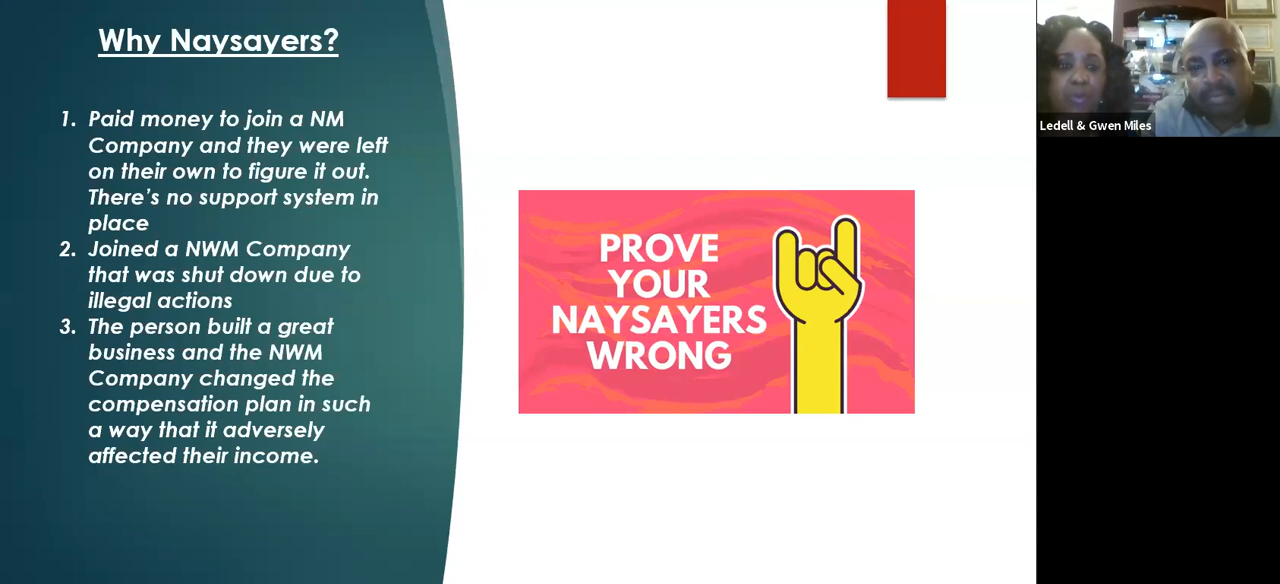 Why Naysayers?
1. Paid money to join a NM
Company and they were left
on their own to figure it out.
There's no support system in
place
2. Joined a NWM Company
that was shut down due to
illegal actions
3. The person built a great
business and the NWM
Company changed the
compensation plan in such
a way that it adversely
affected their income.
PROVE
YOUR
NAYSAYERS
WRONG
Ledell & Gwen Miles